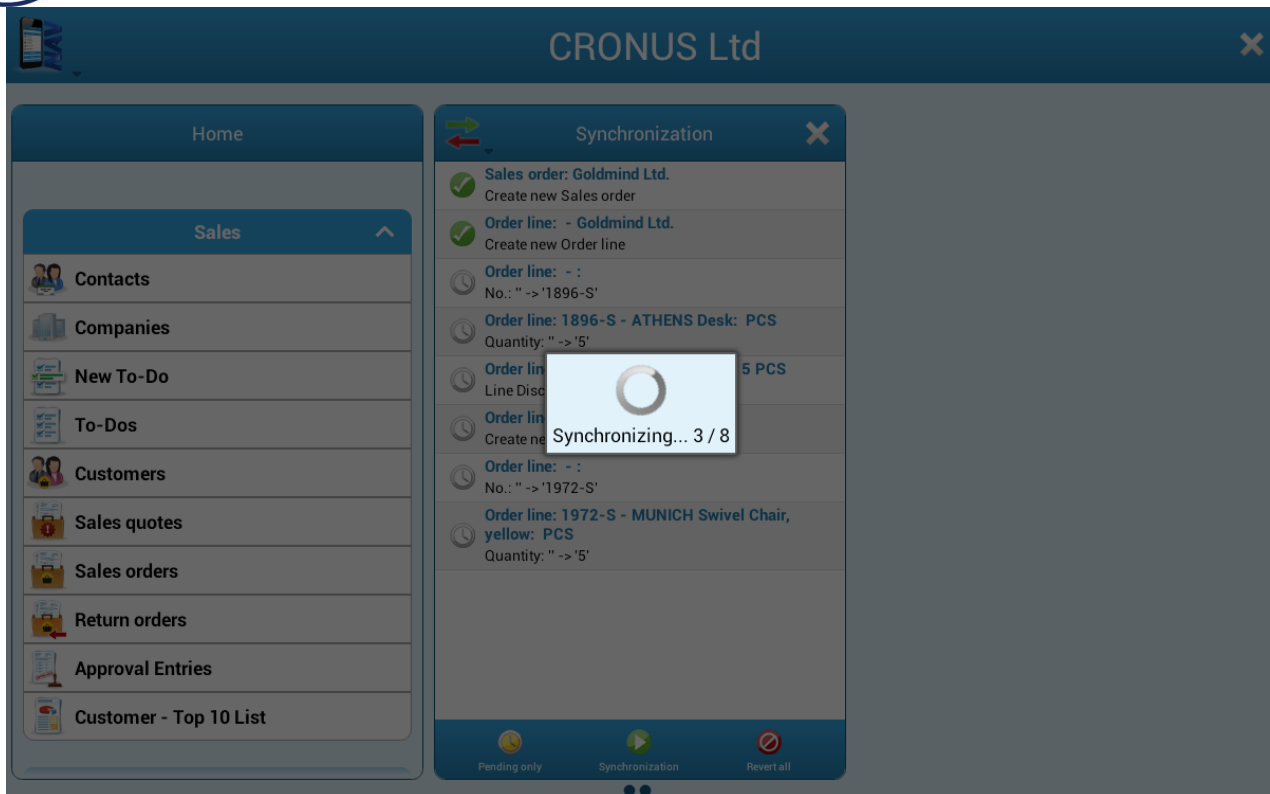 NAV
CRONUS Ltd
Home
Sales
Contacts
Companies
New To-Do
To-Dos
Customers
Sales quotes
Sales orders
Return orders
Approval Entries
Customer - Top 10 List
Synchronization
Sales order: Goldmind Ltd.
Create new Sales order
Order line:  - Goldmind Ltd.
Create new Order line
Order line:  - :
No.: '' -> '1896-S'
Order line: 1896-S - ATHENS Desk:  PCS
Quantity: '' -> '5'
Order lin 5 PCS
Line Disc
Order lin
Create ne
Synchronizing... 3 / 8
Order line:  - :
No.: '' -> '1972-S'
Order line: 1972-S - MUNICH Swivel Chair,
yellow:  PCS
Quantity: '' -> '5'
Pending only
Synchronization
Revert all